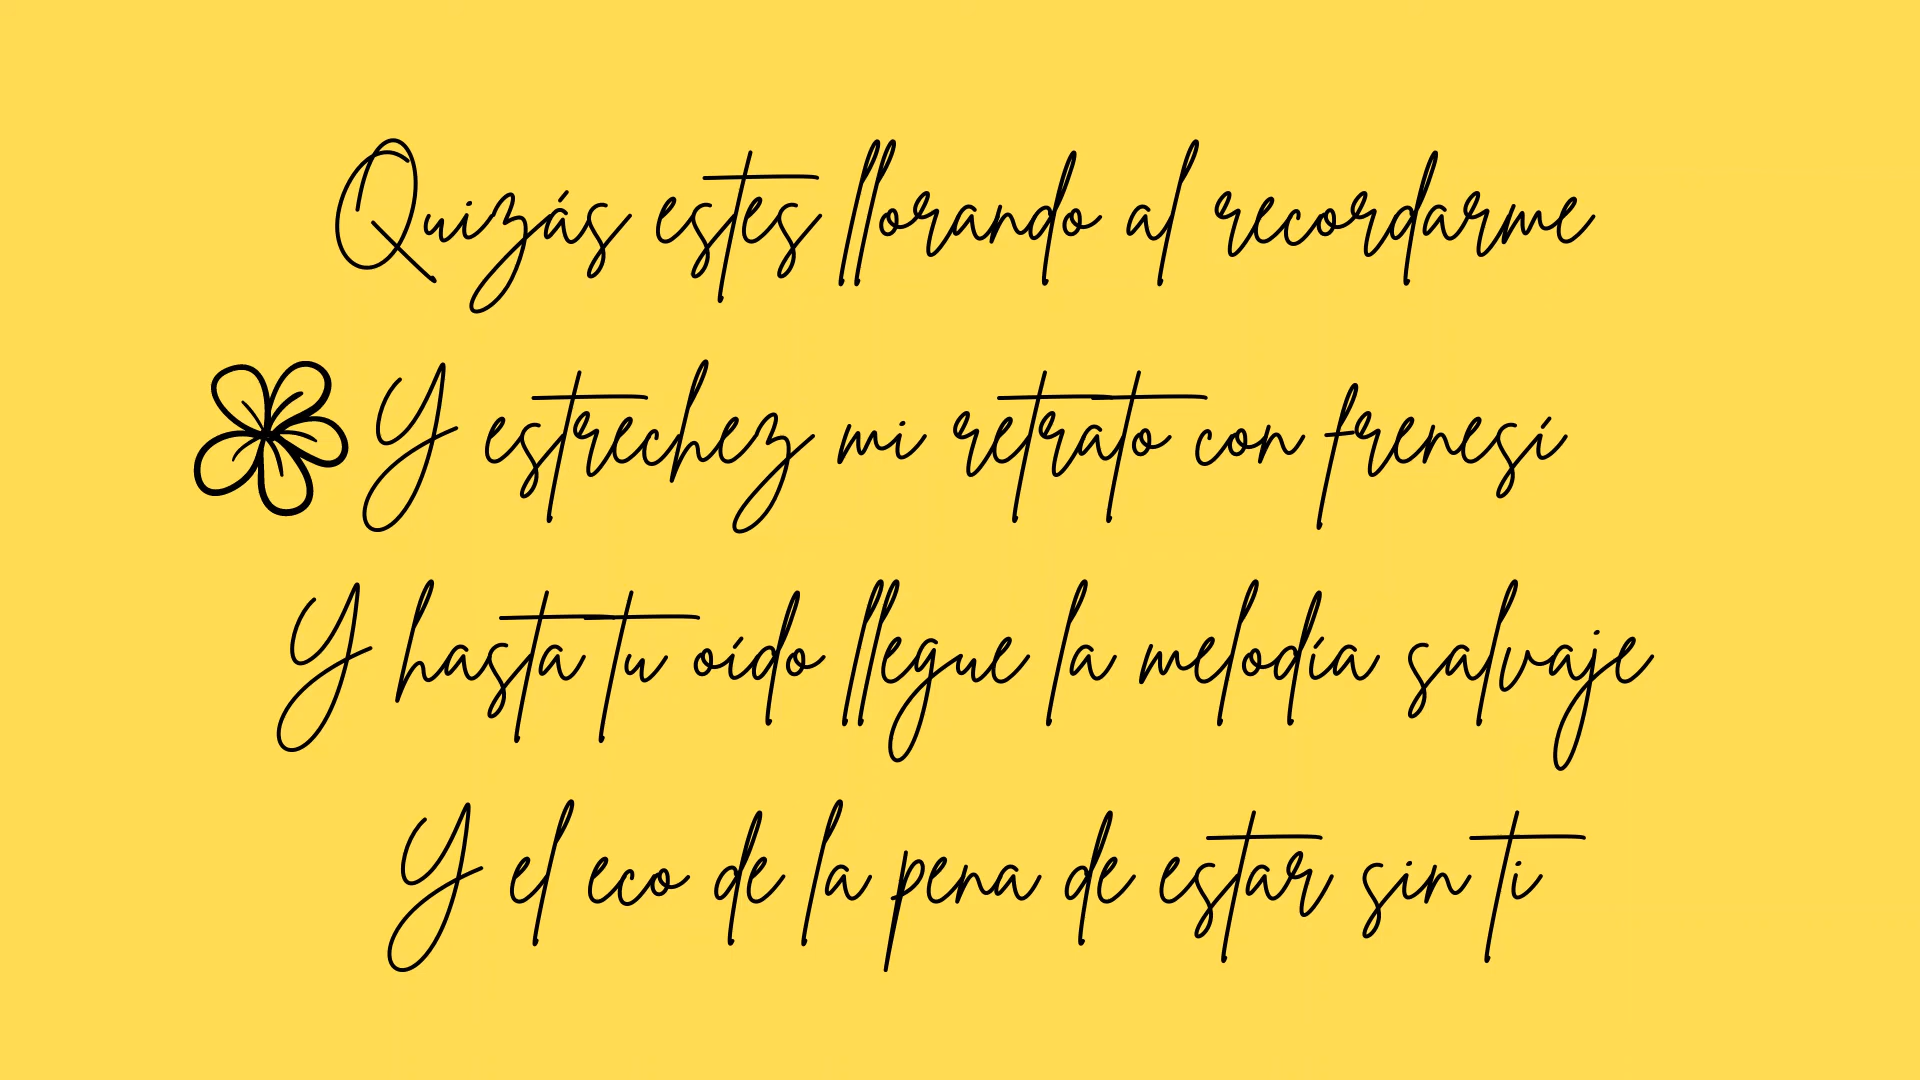 Quizás estes llorando al recordarme
Y estrechez mi retrato con frenesí
Y hasta tu oído llegue la melodía salvaje
Y el eco de la pena de estar sin ti